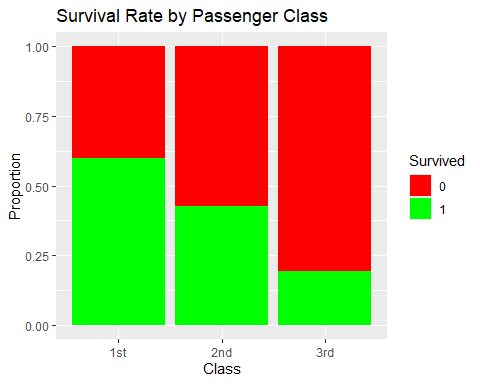 Survival Rate by Passenger Class
1.00
0.75
0.50
0.25
0.00
Proportion
1st 2nd 3rd
Class
Survived
0
1